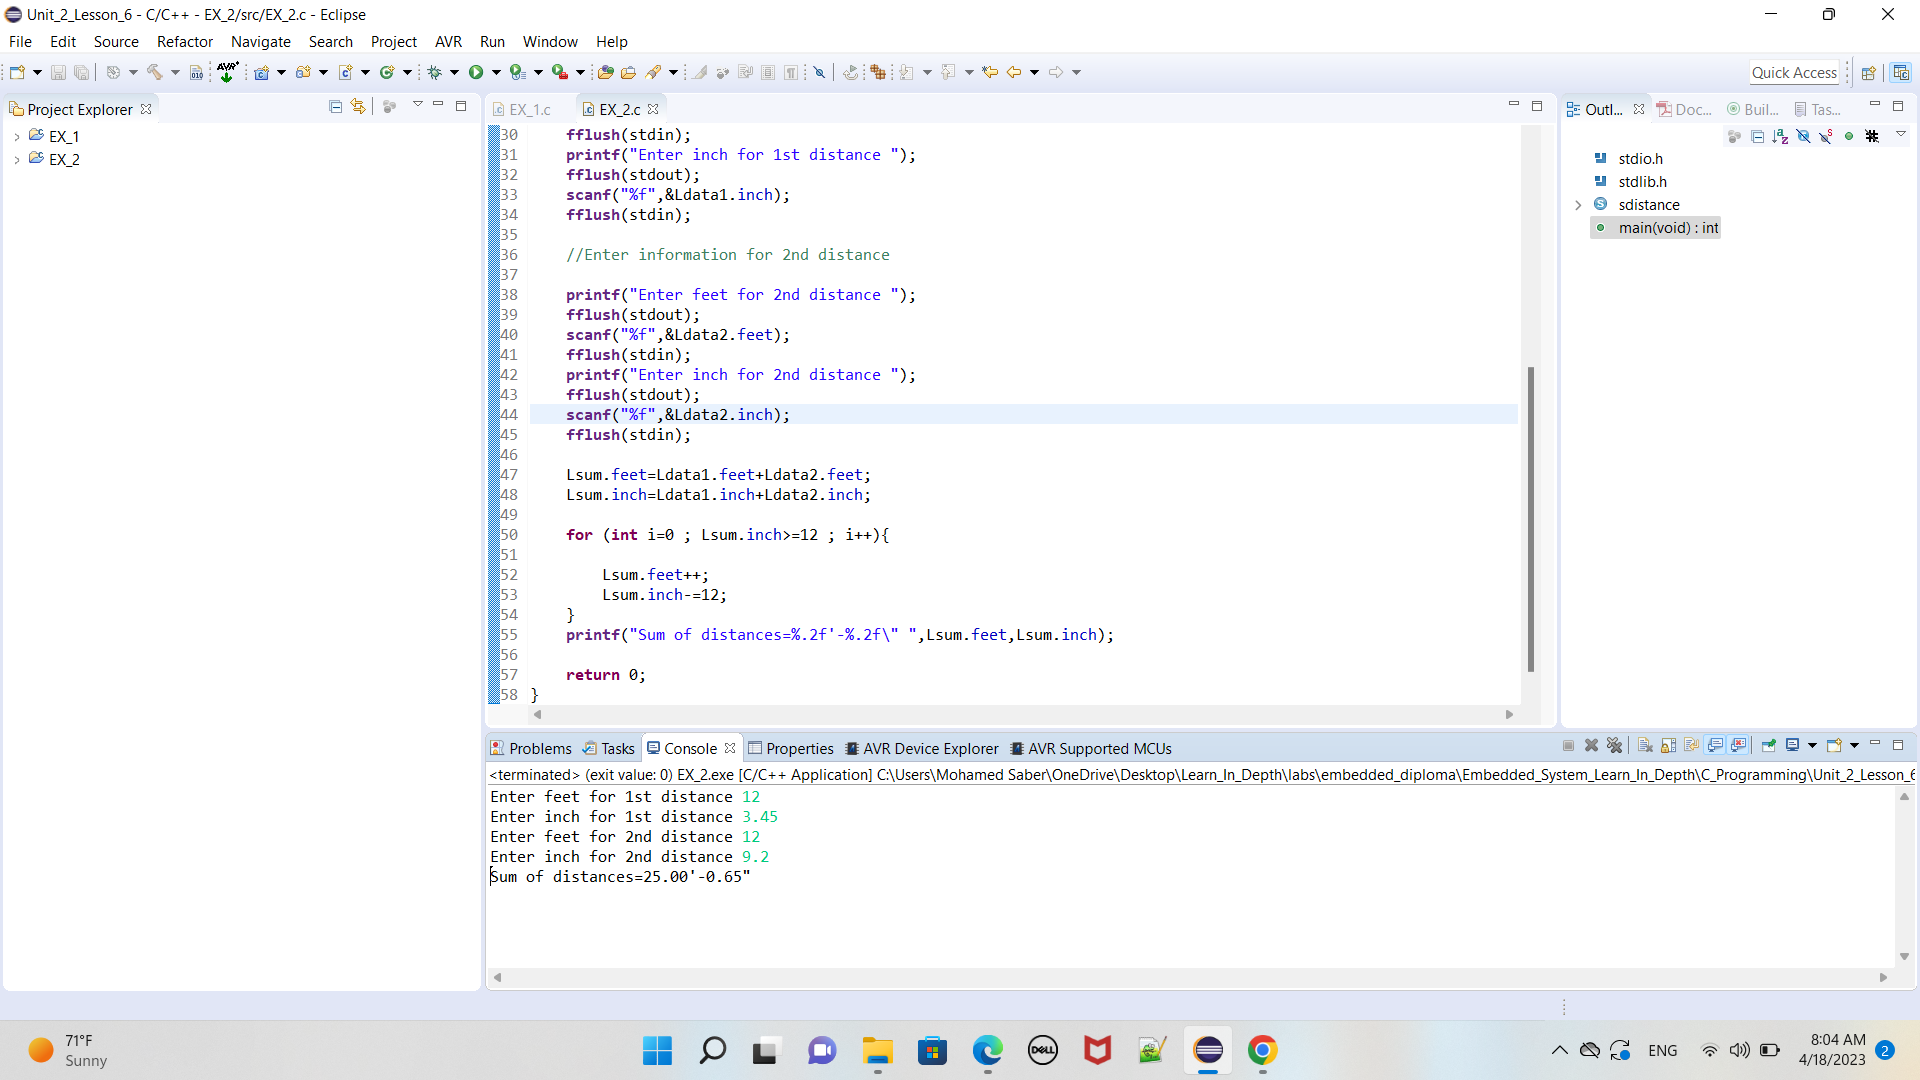 Unit_2_Lesson_6 - C/C++ - EX_2/src/EX_2.c - Eclipse
File Edit Source Refactor Navigate Search Project AVR Run Window Help
AVR
010
Quick Access
Project Explorer
EX_1
EX_2
EX_1.c
EX_2.c
30 fflush(stdin);
31 printf("Enter inch for 1st distance ");
32 fflush(stdout);
33 scanf("%f",&Ldata1.inch);
34 fflush(stdin);
35
36 //Enter information for 2nd distance
37
38 printf("Enter feet for 2nd distance ");
39 fflush(stdout);
40 scanf("%f",&Ldata2.feet);
41 fflush(stdin);
42 printf("Enter inch for 2nd distance ");
43 fflush(stdout);
44 scanf("%f",&Ldata2.inch);
45 fflush(stdin);
46
47 Lsum.feet=Ldata1.feet+Ldata2.feet;
48 Lsum.inch=Ldata1.inch+Ldata2.inch;
49
50 for (int i=0 ; Lsum.inch>=12 ; i++){
51
52 Lsum.feet++;
53 Lsum.inch-=12;
54 }
55 printf("Sum of distances=%.2f'-%.2f\" ",Lsum.feet,Lsum.inch);
56
57 return 0;
58 }
Outl... Doc... Buil... Tas...
stdio.h
stdlib.h
sdistance
main(void) : int
Problems Tasks Console Properties AVR Device Explorer AVR Supported MCUs
<terminated> (exit value: 0) EX_2.exe [C/C++ Application] C:\Users\Mohamed Saber\OneDrive\Desktop\Learn_In_Depth\labs\embedded_diploma\Embedded_System_Learn_In_Depth\C_Programming\Unit_2_Lesson_6
Enter feet for 1st distance 12
Enter inch for 1st distance 3.45
Enter feet for 2nd distance 12
Enter inch for 2nd distance 9.2
Sum of distances=25.00'-0.65"
71°F
Sunny
DELL
ENG
8:04 AM
4/18/2023
2